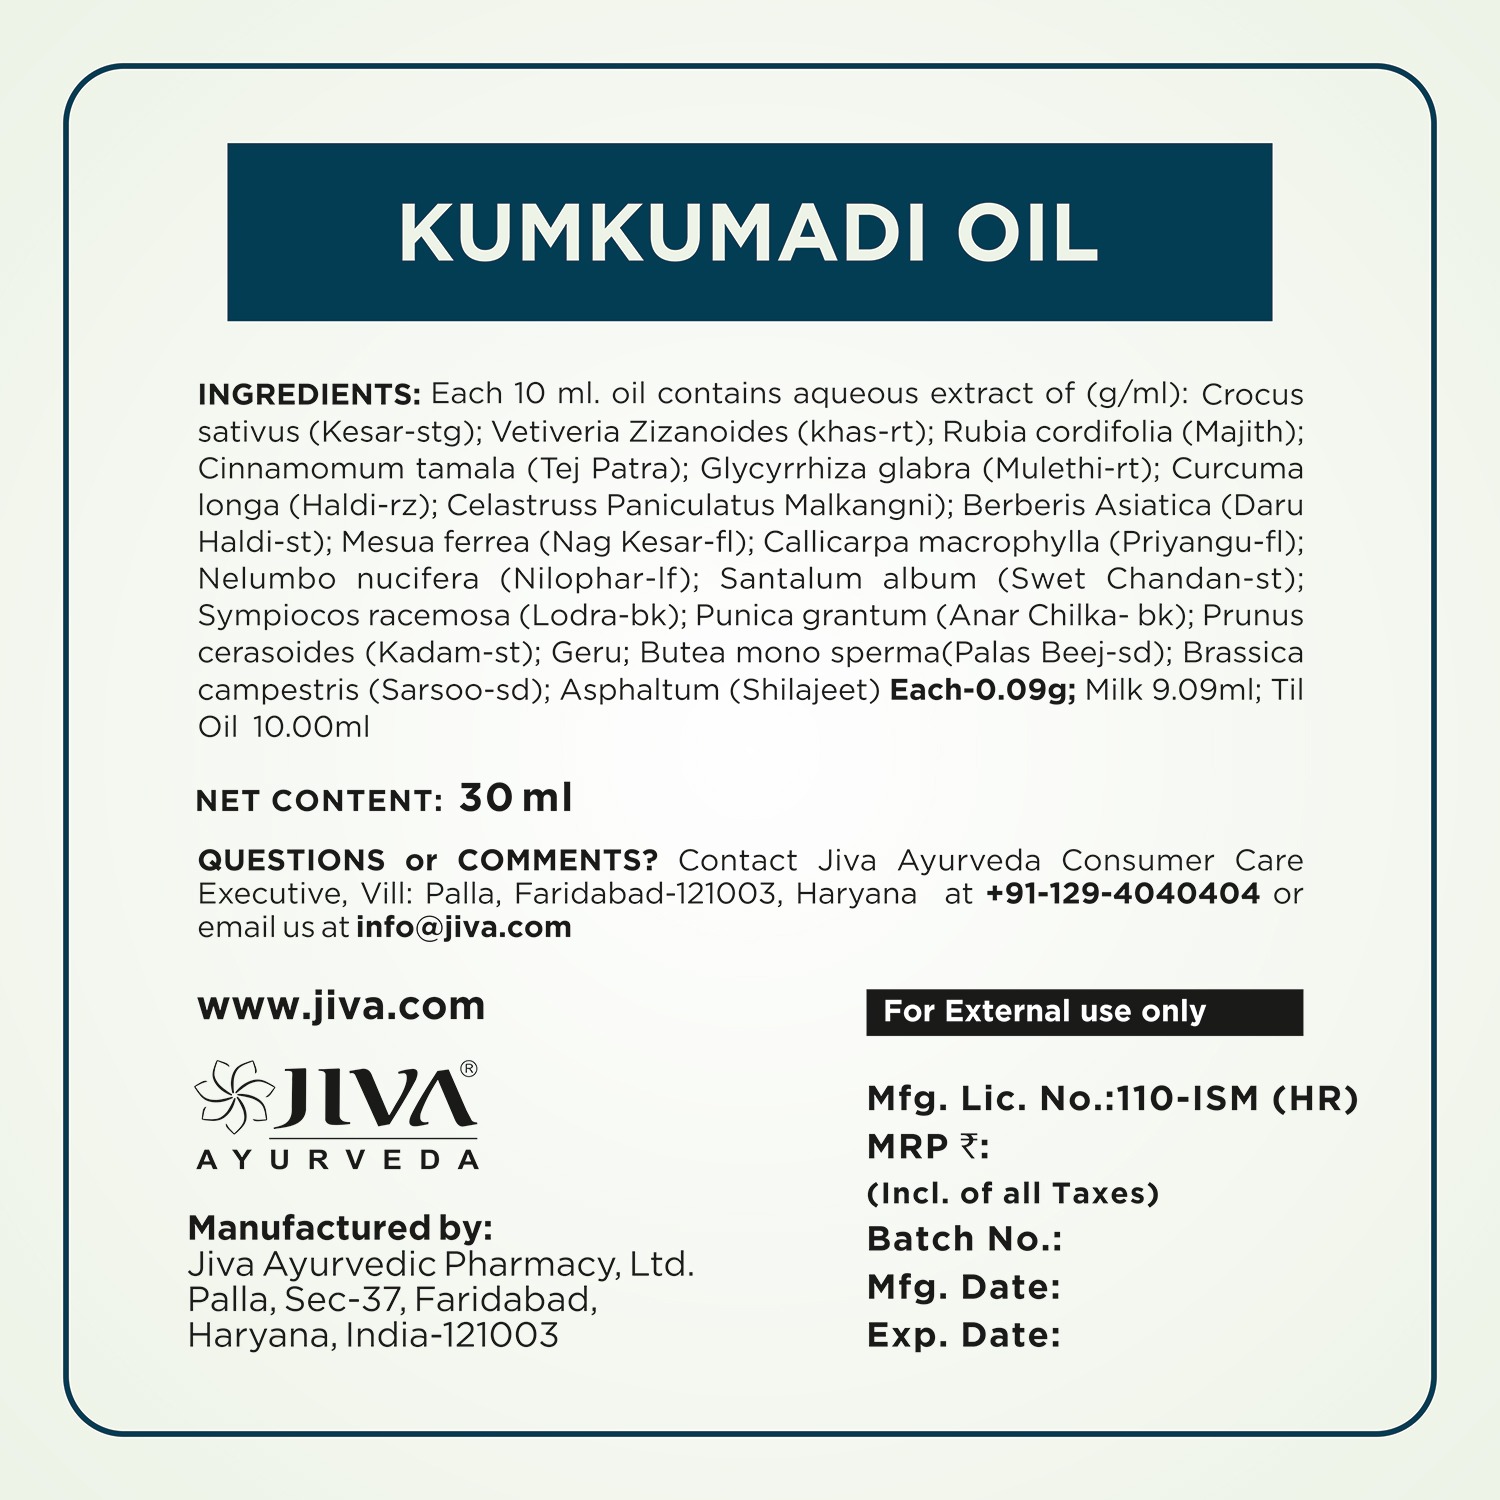 KUMKUMADI OIL
INGREDIENTS: Each 10 ml. oil contains aqueous extract of (g/ml): Crocus
sativus (Kesar-stg); Vetiveria Zizanoides (khas-rt); Rubia cordifolia (Majith);
Cinnamomum tamala (Tej Patra); Glycyrrhiza glabra (Mulethi-rt); Curcuma
longa (Haldi-rz); Celastruss Paniculatus Malkangni); Berberis Asiatica (Daru
Haldi-st); Mesua ferrea (Nag Kesar-fl); Callicarpa macrophylla (Priyangu-fl);
Nelumbo nucifera (Nilophar-lf); Santalum album (Swet Chandan-st);
Sympiocos racemosa (Lodra-bk); Punica grantum (Anar Chilka- bk); Prunus
cerasoides (Kadam-st); Geru; Butea mono sperma(Palas Beej-sd); Brassica
campestris (Sarsoo-sd); Asphaltum (Shilajeet) Each-0.09g; Milk 9.09ml; Til
Oil 10.00ml
NET CONTENT: 30 ml
QUESTIONS or COMMENTS? Contact Jiva Ayurveda Consumer Care
Executive, Vill: Palla, Faridabad-121003, Haryana at +91-129-4040404 or
email us at info@jiva.com
www.jiva.com
JIVA®
AYURVEDA
Manufactured by:
Jiva Ayurvedic Pharmacy, Ltd.
Palla, Sec-37, Faridabad,
Haryana, India-121003
For External use only
Mfg. Lic. No.:110-ISM (HR)
MRP ₹:
(Incl. of all Taxes)
Batch No.:
Mfg. Date:
Exp. Date: